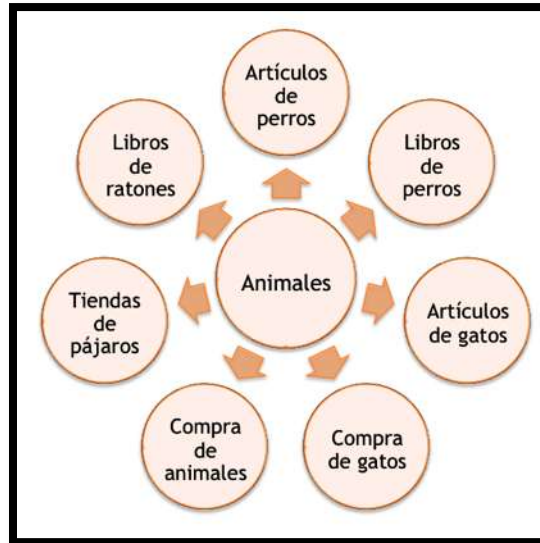 Artículos
de
perros
Libros
de
perros
Artículos
de gatos
Compra
de gatos
Compra
de
animales
Tiendas
de
pájaros
Libros
de
ratones
Animales